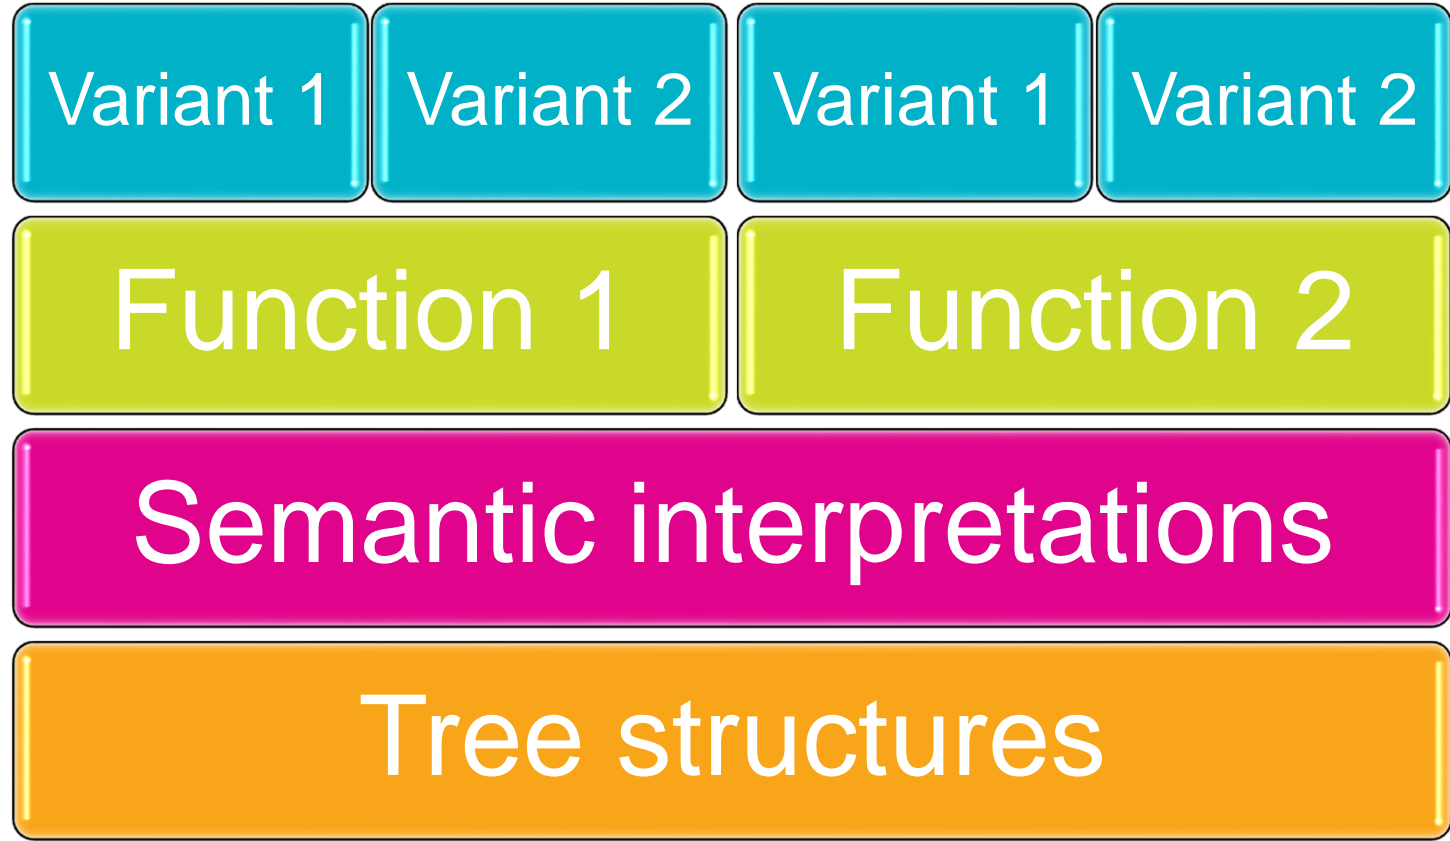 Variant 1 Variant 2 Variant 1 Variant 2
Function 1 Function 2
Semantic interpretations
Tree structures